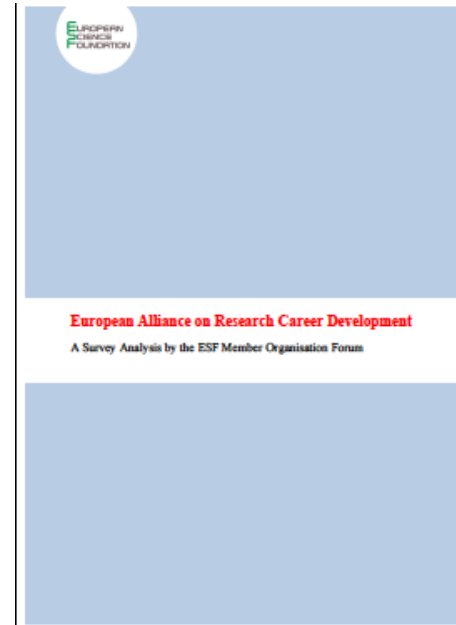 EUROPEAN
SCIENCE
FOUNDATION
European Alliance on Research Career Development
A Survey Analysis by the ESF Member Organisation Forum